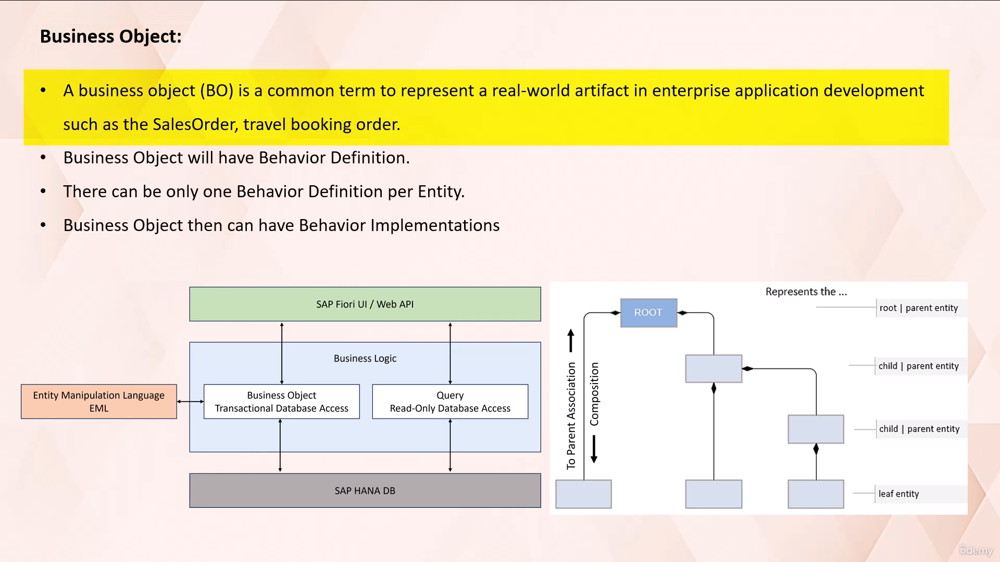 Business Object:
• A business object (BO) is a common term to represent a real-world artifact in enterprise application development
such as the SalesOrder, travel booking order.
• Business Object will have Behavior Definition.
• There can be only one Behavior Definition per Entity.
• Business Object then can have Behavior Implementations
SAP Fiori UI / Web API
Business Logic
Entity Manipulation Language
EML
Business Object
Transactional Database Access
Query
Read-Only Database Access
SAP HANA DB
Represents the ...
ROOT
root | parent entity
To Parent Association
Composition
child | parent entity
child | parent entity
leaf entity
ûdemy